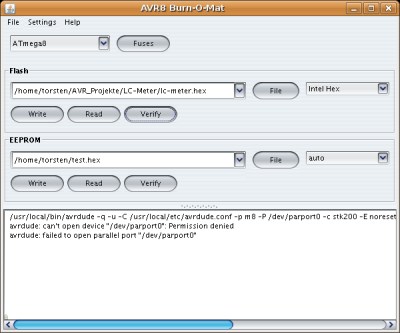 AVR8 Burn-O-Mat
File Settings Help
ATmega8 Fuses
Flash
/home/torsten/AVR_Projekte/LC-Meter/lc-meter.hex File Intel Hex
Write Read Verify
EEPROM
/home/torsten/test.hex File auto
Write Read Verify
/usr/local/bin/avrdude -q -u -C /usr/local/etc/avrdude.conf -p m8 -P /dev/parport0 -c stk200 -E noreset
avrdude: can't open device "/dev/parport0": Permission denied
avrdude: failed to open parallel port "/dev/parport0"